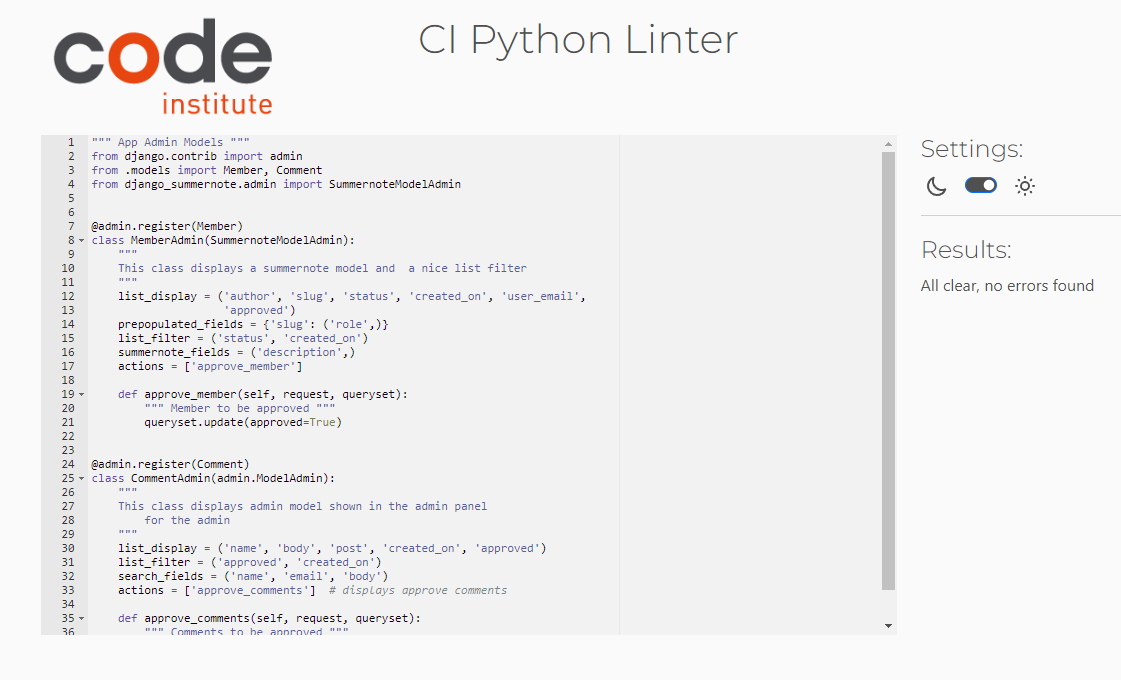 code
institute
CI Python Linter
1 """ App Admin Models """
2 from django.contrib import admin
3 from .models import Member, Comment
4 from django_summernote.admin import SummernoteModelAdmin
5
6
7 @admin.register(Member)
8 class MemberAdmin(SummernoteModelAdmin):
9     """
10     This class displays a summernote model and  a nice list filter
11     """
12     list_display = ('author', 'slug', 'status', 'created_on', 'user_email',
13                     'approved')
14     prepopulated_fields = {'slug': ('role',)}
15     list_filter = ('status', 'created_on')
16     summernote_fields = ('description',)
17     actions = ['approve_member']
18
19     def approve_member(self, request, queryset):
20         """ Member to be approved """
21         queryset.update(approved=True)
22
23
24 @admin.register(Comment)
25 class CommentAdmin(admin.ModelAdmin):
26     """
27     This class displays admin model shown in the admin panel
28         for the admin
29     """
30     list_display = ('name', 'body', 'post', 'created_on', 'approved')
31     list_filter = ('approved', 'created_on')
32     search_fields = ('name', 'email', 'body')
33     actions = ['approve_comments']  # displays approve comments
34
35     def approve_comments(self, request, queryset):
36         """ Comments to be approved """
Settings:
Results:
All clear, no errors found